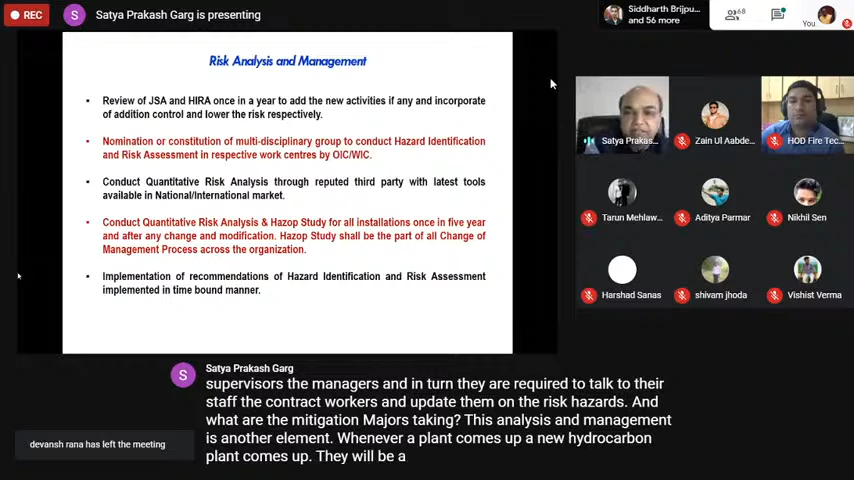 REC
S
Satya Prakash Garg is presenting
Siddharth Brijpu...
and 56 more
68
You
Risk Analysis and Management
▪ Review of JSA and HIRA once in a year to add the new activities if any and incorporate
of addition control and lower the risk respectively.
▪ Nomination or constitution of multi-disciplinary group to conduct Hazard Identification
and Risk Assessment in respective work centres by OIC/WIC.
▪ Conduct Quantitative Risk Analysis through reputed third party with latest tools
available in National/International market.
▪ Conduct Quantitative Risk Analysis & Hazop Study for all installations once in five year
and after any change and modification. Hazop Study shall be the part of all Change of
Management Process across the organization.
▪ Implementation of recommendations of Hazard Identification and Risk Assessment
implemented in time bound manner.
Satya Prakas...
Zain Ul Aabde...
HOD Fire Tec...
Tarun Mehlaw...
Aditya Parmar
Nikhil Sen
Harshad Sanas
shivam jhoda
Vishist Verma
S
Satya Prakash Garg
supervisors the managers and in turn they are required to talk to their
staff the contract workers and update them on the risk hazards. And
what are the mitigation Majors taking? This analysis and management
is another element. Whenever a plant comes up a new hydrocarbon
plant comes up. They will be a
devansh rana has left the meeting